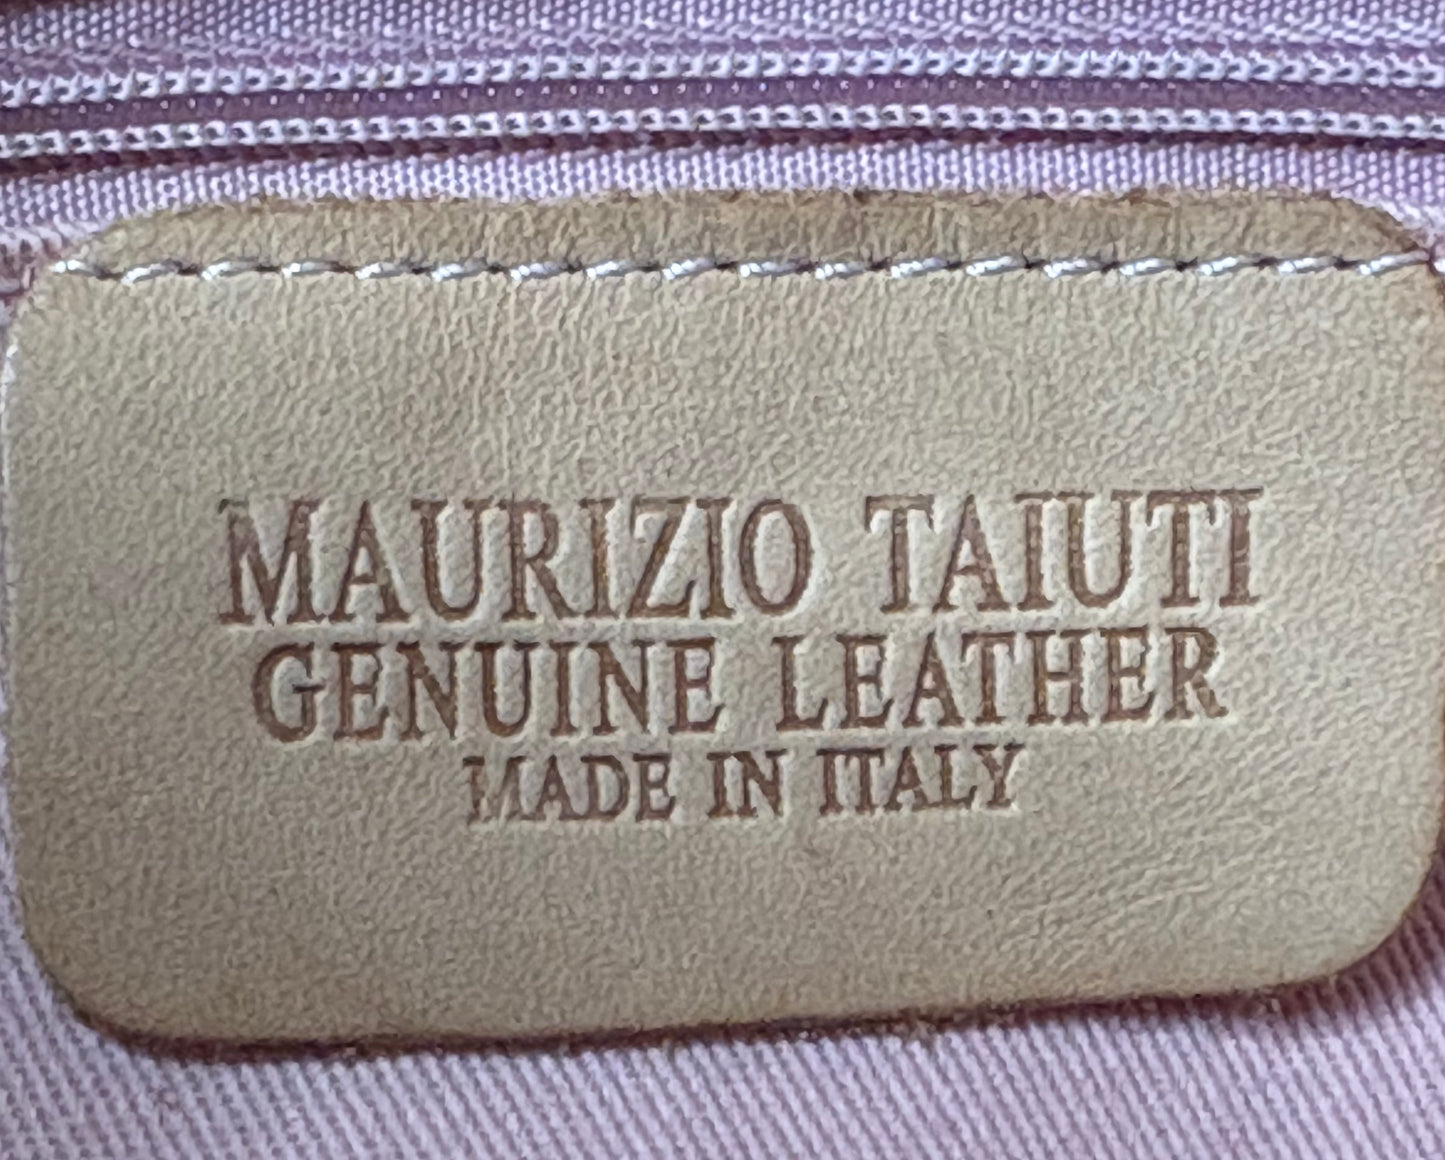 MAURIZIO TAIUTI
GENUINE LEATHER
MADE IN ITALY